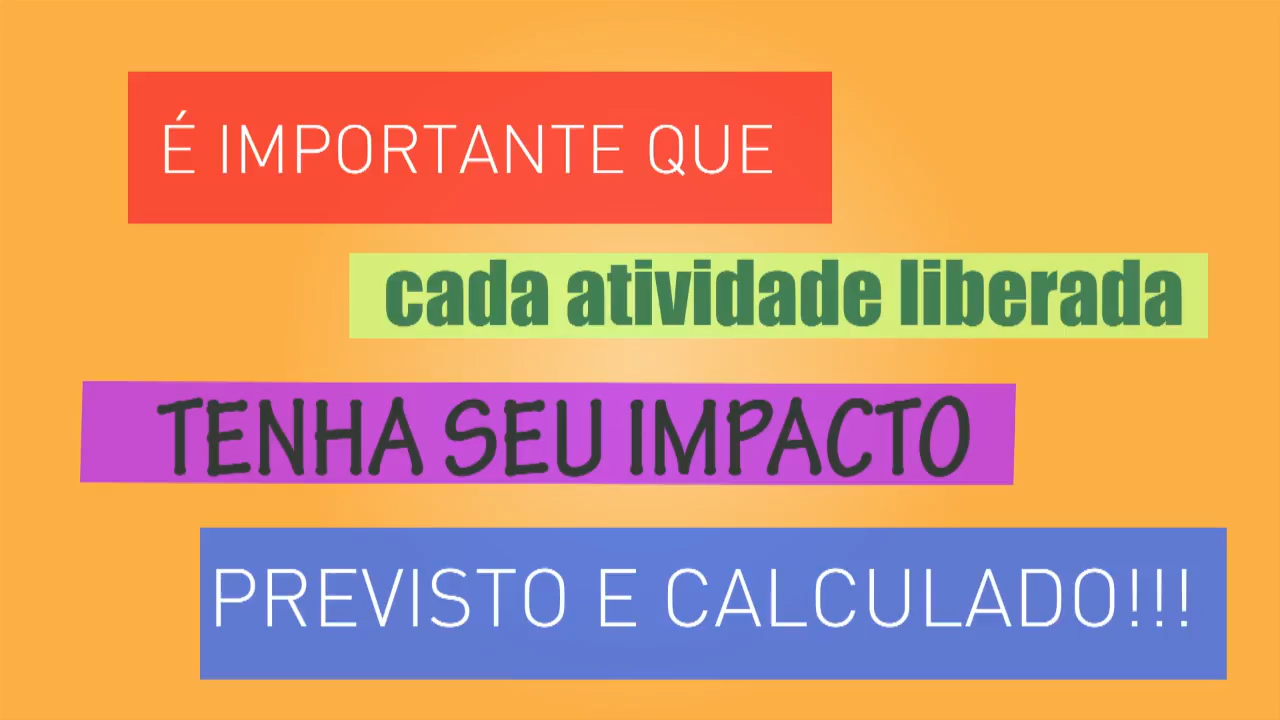 É IMPORTANTE QUE
cada atividade liberada
TENHA SEU IMPACTO
PREVISTO E CALCULADO!!!